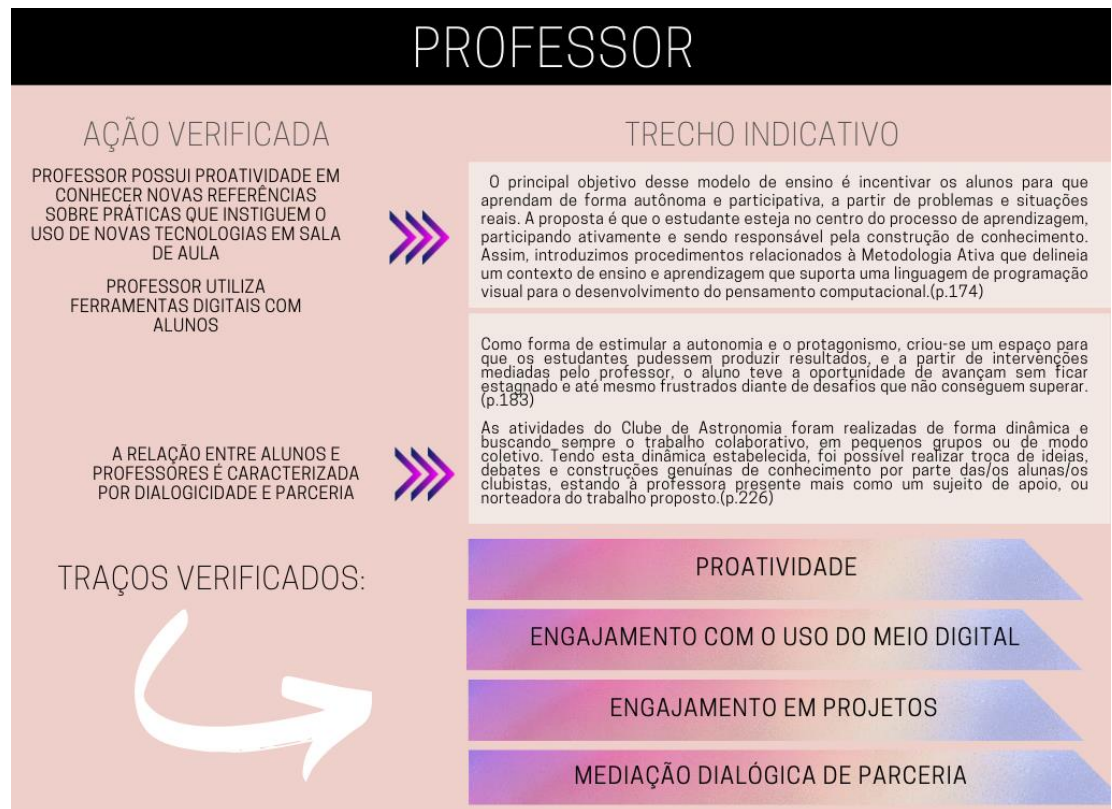 PROFESSOR
AÇÃO VERIFICADA
PROFESSOR POSSUI PROATIVIDADE EM
CONHECER NOVAS REFERÊNCIAS
SOBRE PRÁTICAS QUE INSTIGUEM O
USO DE NOVAS TECNOLOGIAS EM SALA
DE AULA
PROFESSOR UTILIZA
FERRAMENTAS DIGITAIS COM
ALUNOS
TRECHO INDICATIVO
O principal objetivo desse modelo de ensino é incentivar os alunos para que
aprendam de forma autônoma e participativa, a partir de problemas e situações
reais. A proposta é que o estudante esteja no centro do processo de aprendizagem,
participando ativamente e sendo responsável pela construção de conhecimento.
Assim, introduzimos procedimentos relacionados à Metodologia Ativa que delineia
um contexto de ensino e aprendizagem que suporta uma linguagem de programação
visual para o desenvolvimento do pensamento computacional.(p.174)
A RELAÇÃO ENTRE ALUNOS E
PROFESSORES É CARACTERIZADA
POR DIALOGICIDADE E PARCERIA
Como forma de estimular a autonomia e o protagonismo, criou-se um espaço para
que os estudantes pudessem produzir resultados, e a partir de intervenções
mediadas pelo professor, o aluno teve a oportunidade de avançam sem ficar
estagnado e até mesmo frustrados diante de desafios que não conseguem superar.
(p.183)
As atividades do Clube de Astronomia foram realizadas de forma dinâmica e
buscando sempre o trabalho colaborativo, em pequenos grupos ou de modo
coletivo. Tendo esta dinâmica estabelecida, foi possível realizar troca de ideias,
debates e construções genuínas de conhecimento por parte das/os alunas/os
clubistas, estando à professora presente mais como um sujeito de apoio, ou
norteadora do trabalho proposto.(p.226)
TRAÇOS VERIFICADOS:
PROATIVIDADE
ENGAJAMENTO COM O USO DO MEIO DIGITAL
ENGAJAMENTO EM PROJETOS
MEDIAÇÃO DIALÓGICA DE PARCERIA